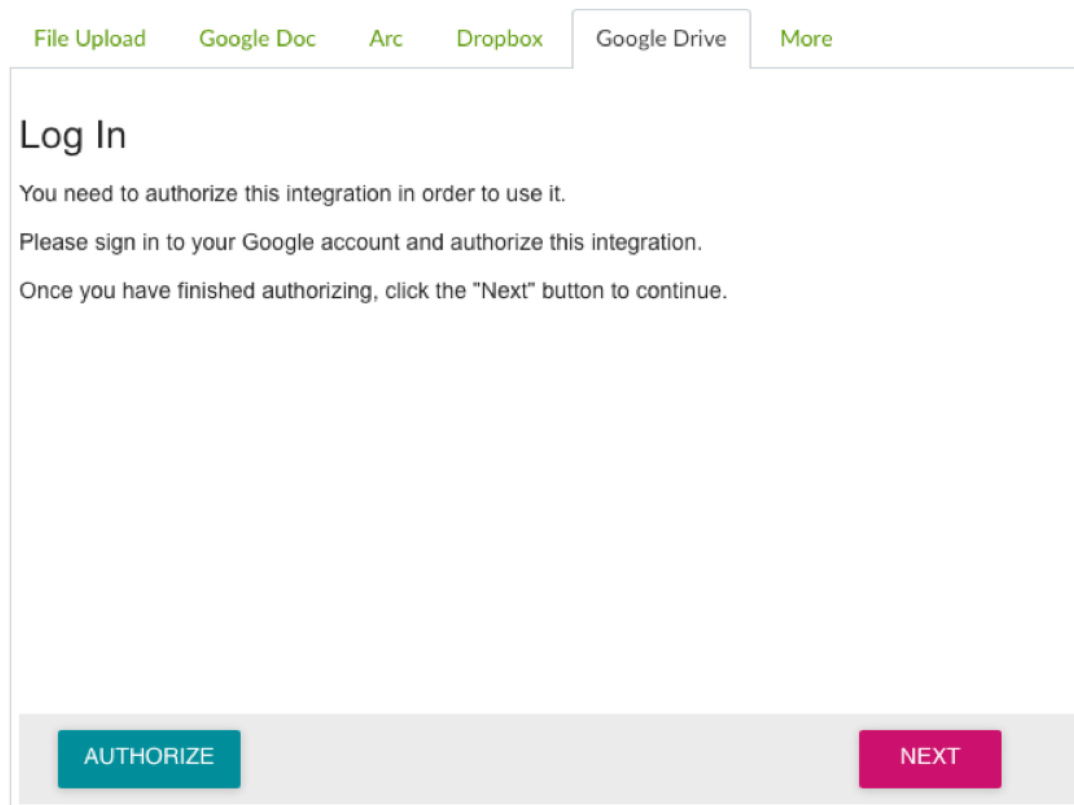 File Upload Google Doc Arc Dropbox Google Drive More
Log In
You need to authorize this integration in order to use it.
Please sign in to your Google account and authorize this integration.
Once you have finished authorizing, click the "Next" button to continue.
AUTHORIZE NEXT